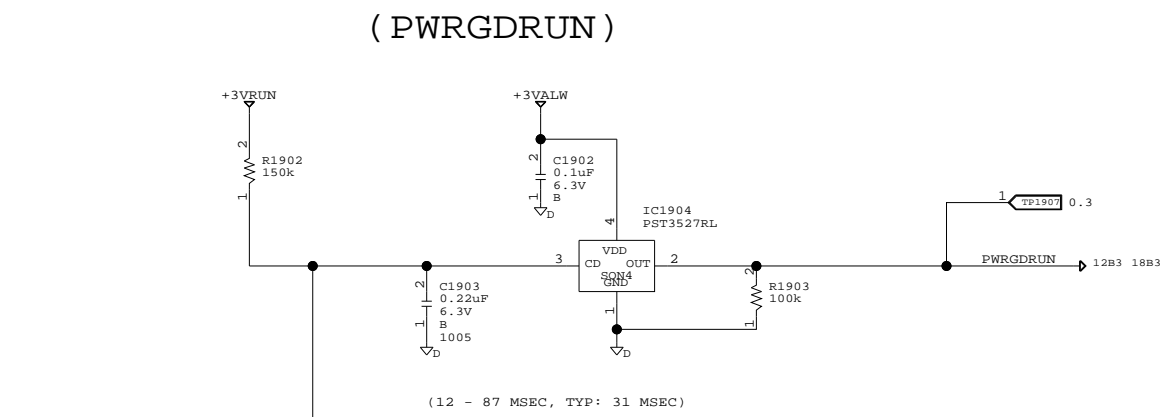 (PWRGDRUN)
+3VRUN
+3VALW
2
R1902
150k
1
2
C1902
0.1uF
6.3V
B
1
D
4
IC1904
PST3527RL
1
TP1907
0.3
3
VDD
CD
OUT
SON4
GND
2
1
PWRGDRUN
12B3 18B3
2
C1903
0.22uF
6.3V
B
1005
1
D
2
R1903
100k
1
D
(12 - 87 MSEC, TYP: 31 MSEC)